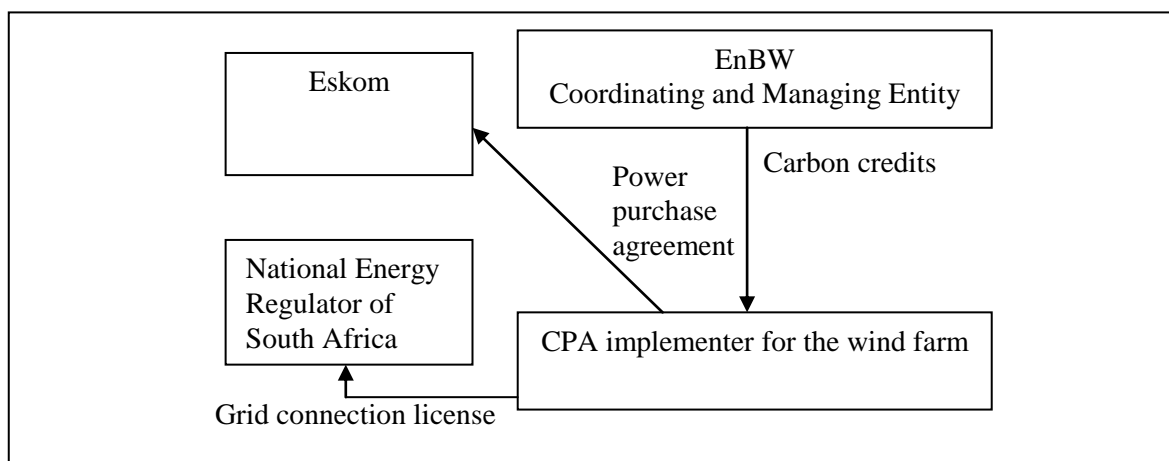 Eskom
EnBW
Coordinating and Managing Entity
Carbon credits
Power
purchase
agreement
National Energy
Regulator of
South Africa
CPA implementer for the wind farm
Grid connection license